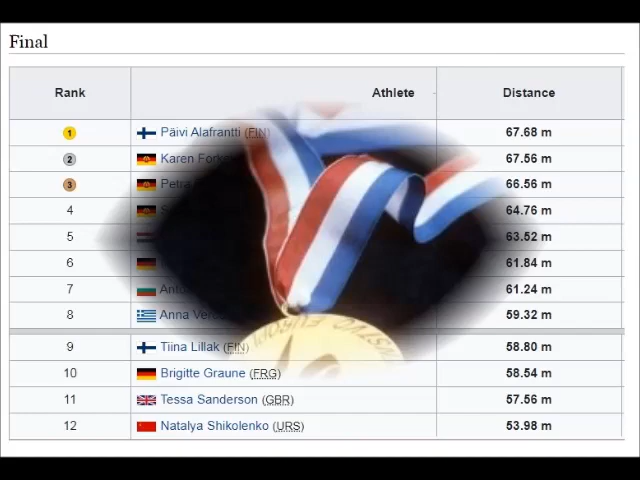 Final
Rank Athlete Distance
1 Päivi Alafrantti (FIN) 67.68 m
2 Karen 67.56 m
3 Petra 66.56 m
4 64.76 m
5 63.52 m
6 61.84 m
7 61.24 m
8 Anna 59.32 m
9 Tiina Lillak (FIN) 58.80 m
10 Brigitte Graune (FRG) 58.54 m
11 Tessa Sanderson (GBR) 57.56 m
12 Natalya Shikolenko (URS) 53.98 m